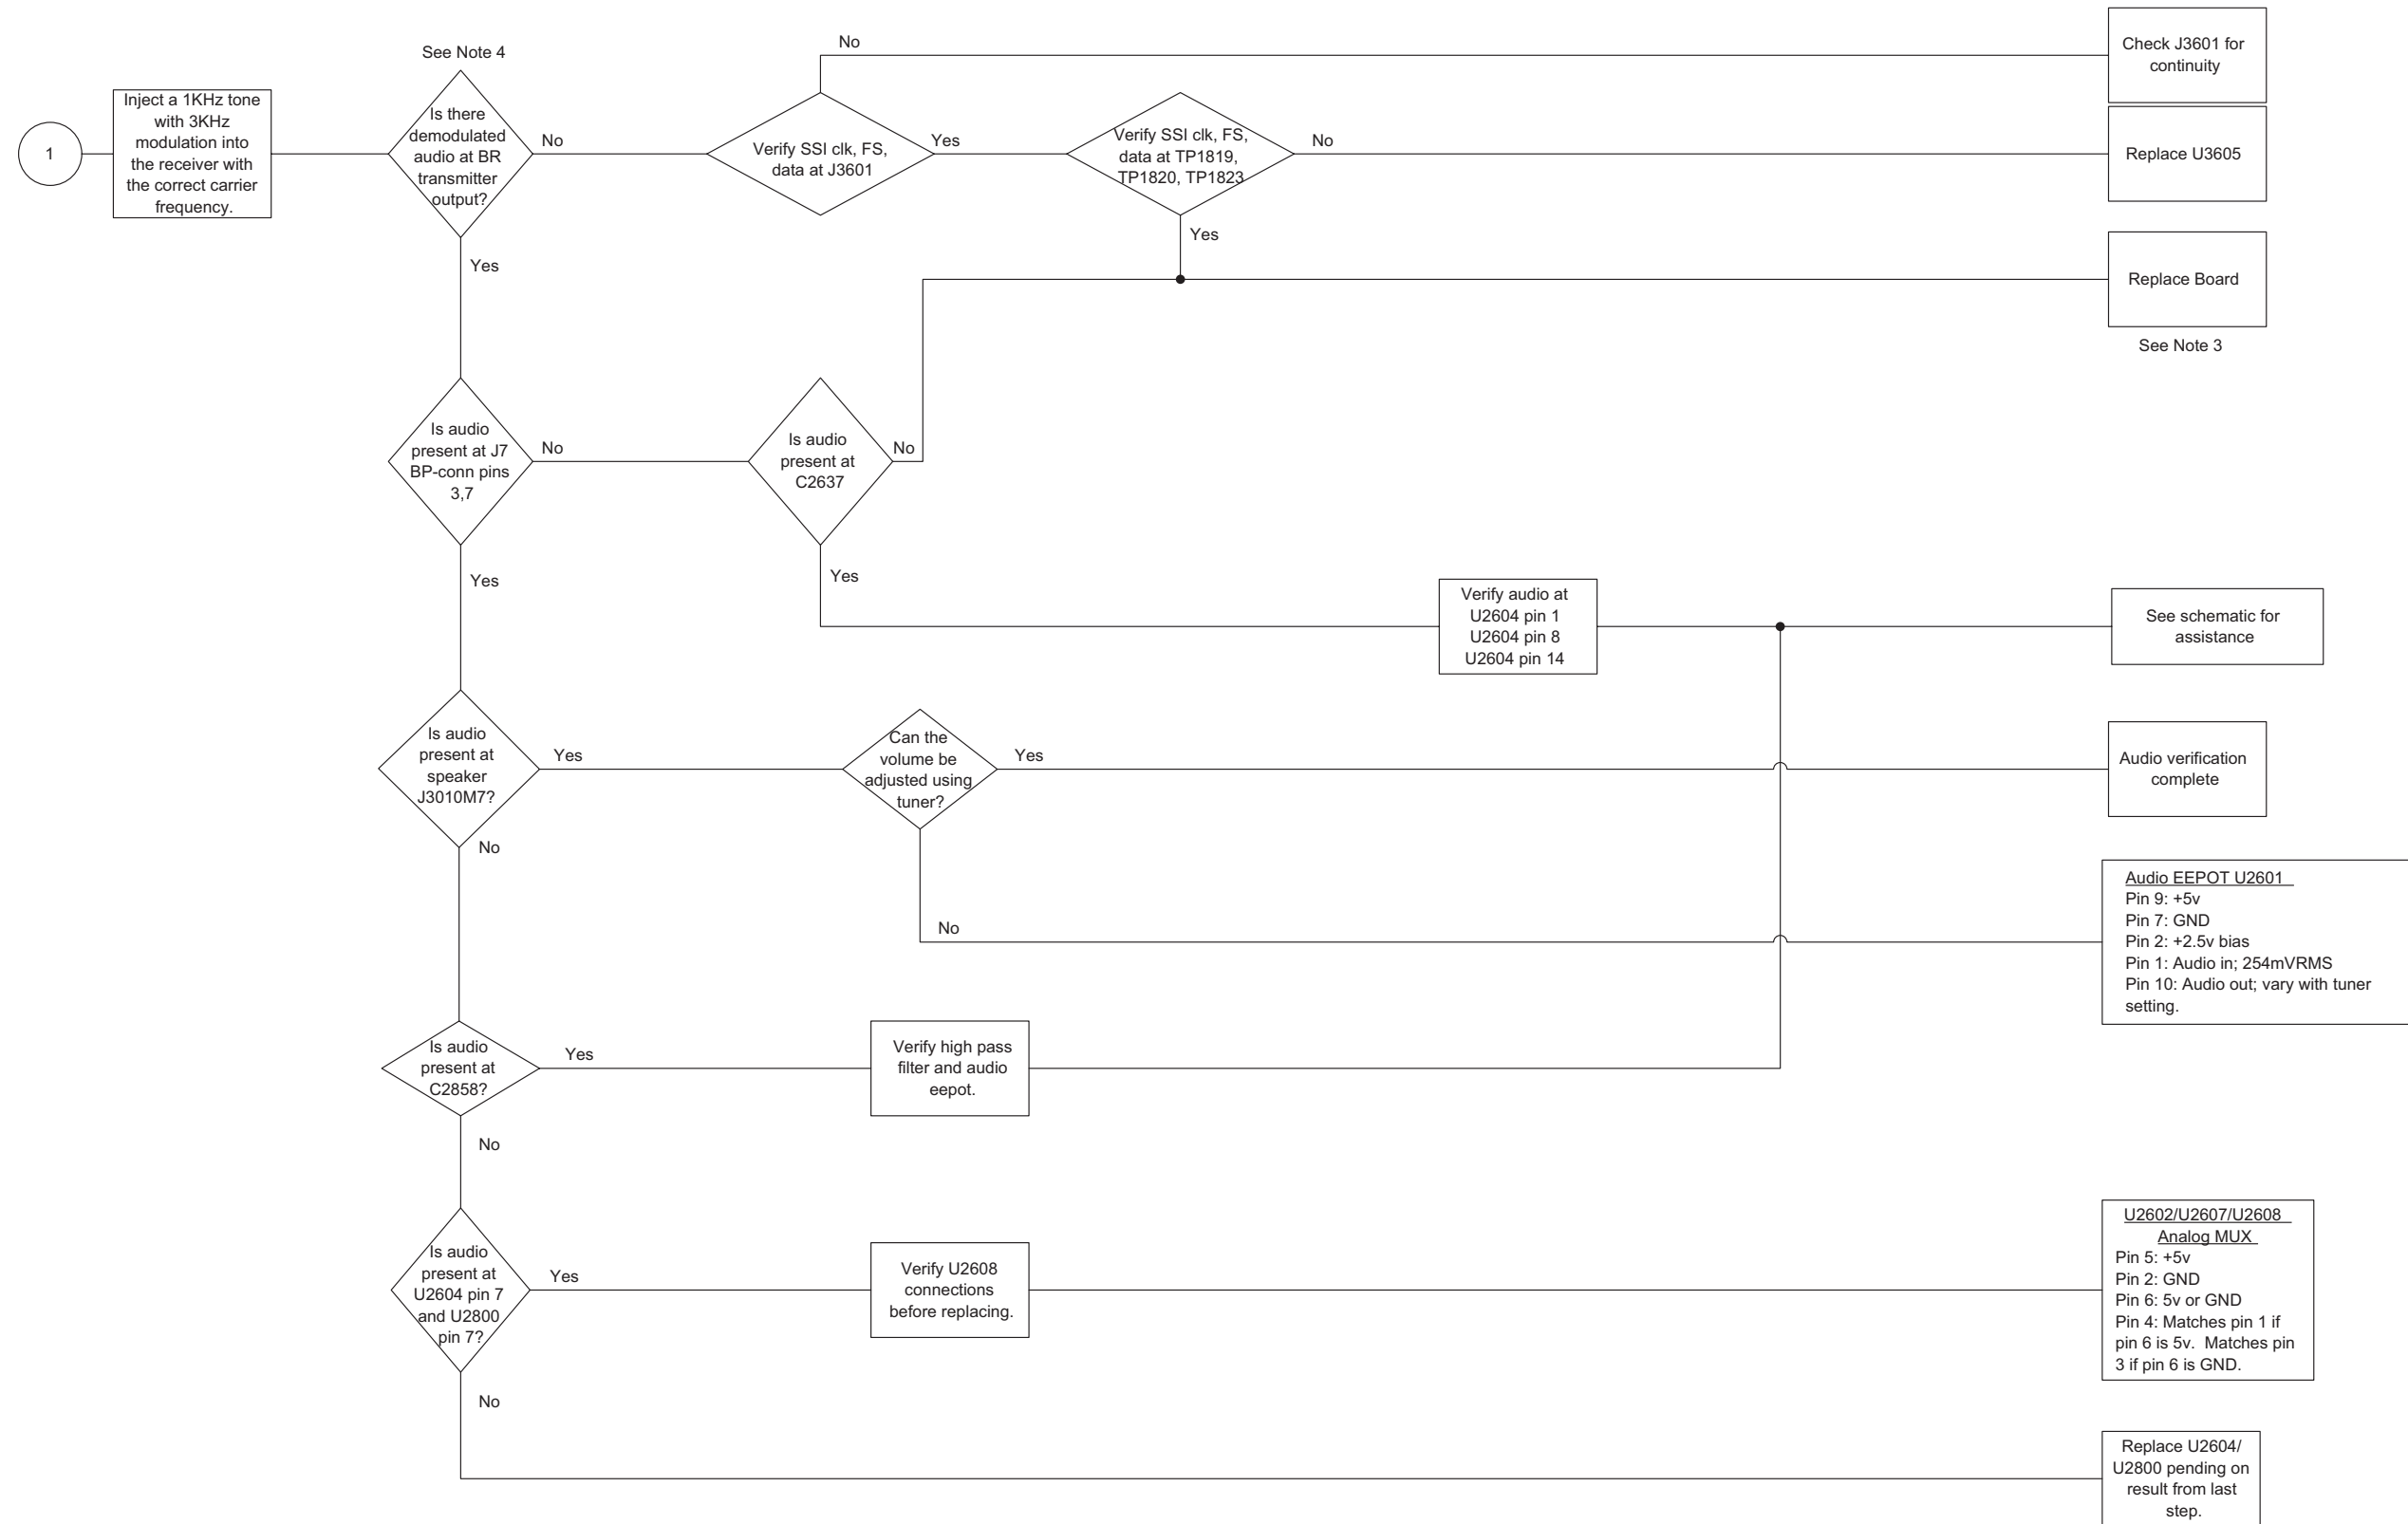 See Note 4
No
Check J3601 for
continuity
1
Inject a 1KHz tone
with 3KHz
modulation into
the receiver with
the correct carrier
frequency.
Is there
demodulated
audio at BR
transmitter
output?
No
Verify SSI clk, FS,
data at J3601
Yes
Verify SSI clk, FS,
data at TP1819,
TP1820, TP1823
No
Replace U3605
Yes
Yes
Replace Board
See Note 3
Is audio
present at J7
BP-conn pins
3,7
No
Is audio
present at
C2637
No
Yes
Yes
Verify audio at
U2604 pin 1
U2604 pin 8
U2604 pin 14
See schematic for
assistance
Is audio
present at
speaker
J3010M7?
Yes
Can the
volume be
adjusted using
tuner?
Yes
Audio verification
complete
No
No
Audio EEPOT U2601
Pin 9: +5v
Pin 7: GND
Pin 2: +2.5v bias
Pin 1: Audio in; 254mVRMS
Pin 10: Audio out; vary with tuner
setting.
Is audio
present at
C2858?
Yes
Verify high pass
filter and audio
eepot.
No
Is audio
present at
U2604 pin 7
and U2800
pin 7?
Yes
Verify U2608
connections
before replacing.
U2602/U2607/U2608
Analog MUX
Pin 5: +5v
Pin 2: GND
Pin 6: 5v or GND
Pin 4: Matches pin 1 if
pin 6 is 5v.  Matches pin
3 if pin 6 is GND.
No
Replace U2604/
U2800 pending on
result from last
step.